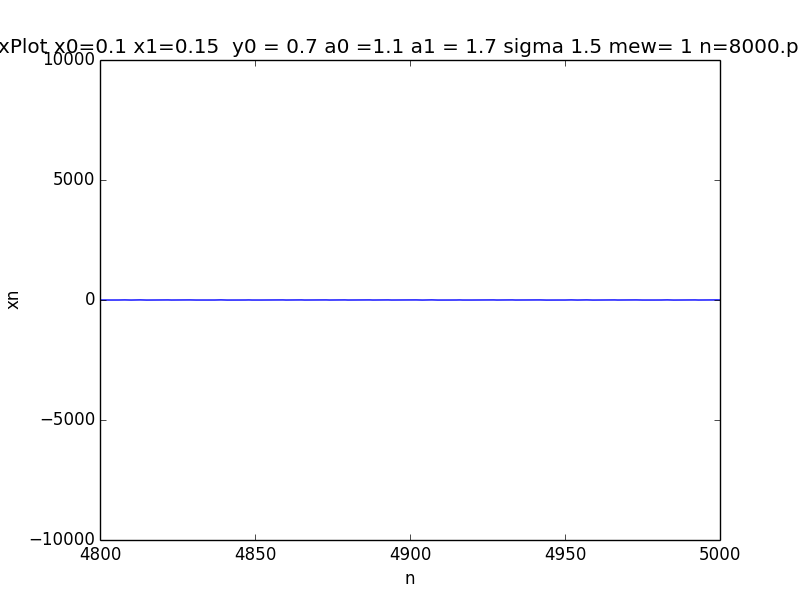 xPlot x0=0.1 x1=0.15  y0 = 0.7 a0 =1.1 a1 = 1.7 sigma 1.5 mew= 1 n=8000.p
10000
5000
0
−5000
−10000
xn
4800 4850 4900 4950 5000
n